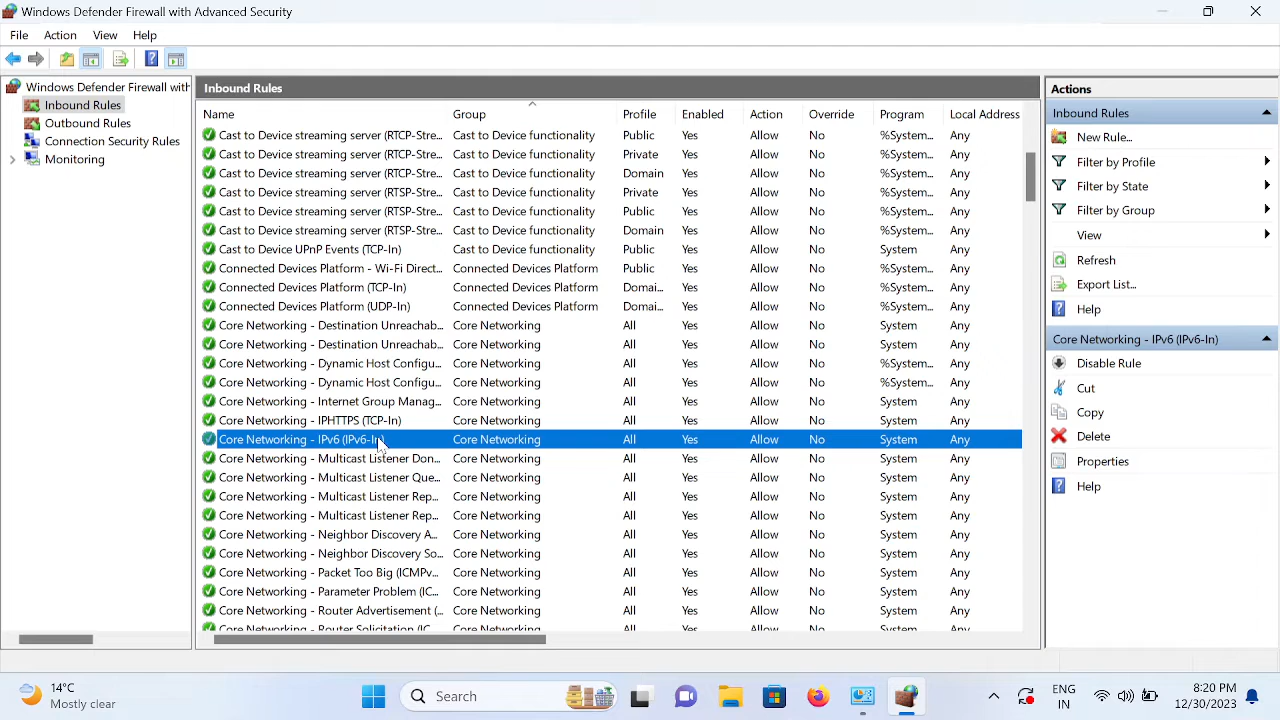 Windows Defender Firewall with Advanced Security
File Action View Help
Windows Defender Firewall with
Inbound Rules
Outbound Rules
Connection Security Rules
Monitoring
Inbound Rules
Name Group Profile Enabled Action Override Program Local Address
Cast to Device streaming server (RTCP-Stre... Cast to Device functionality Public Yes Allow No %System... Any
Cast to Device streaming server (RTCP-Stre... Cast to Device functionality Private Yes Allow No %System... Any
Cast to Device streaming server (RTCP-Stre... Cast to Device functionality Domain Yes Allow No %System... Any
Cast to Device streaming server (RTSP-Stre... Cast to Device functionality Private Yes Allow No %System... Any
Cast to Device streaming server (RTSP-Stre... Cast to Device functionality Public Yes Allow No %System... Any
Cast to Device streaming server (RTSP-Stre... Cast to Device functionality Domain Yes Allow No %System... Any
Cast to Device UPnP Events (TCP-In) Cast to Device functionality Public Yes Allow No System Any
Connected Devices Platform - Wi-Fi Direct... Connected Devices Platform Public Yes Allow No %System... Any
Connected Devices Platform (TCP-In) Connected Devices Platform Domai... Yes Allow No %System... Any
Connected Devices Platform (UDP-In) Connected Devices Platform Domai... Yes Allow No %System... Any
Core Networking - Destination Unreachab... Core Networking All Yes Allow No System Any
Core Networking - Destination Unreachab... Core Networking All Yes Allow No System Any
Core Networking - Dynamic Host Configu... Core Networking All Yes Allow No %System... Any
Core Networking - Dynamic Host Configu... Core Networking All Yes Allow No %System... Any
Core Networking - Internet Group Manag... Core Networking All Yes Allow No System Any
Core Networking - IPHTTPS (TCP-In) Core Networking All Yes Allow No System Any
Core Networking - IPv6 (IPv6-In) Core Networking All Yes Allow No System Any
Core Networking - Multicast Listener Don... Core Networking All Yes Allow No System Any
Core Networking - Multicast Listener Que... Core Networking All Yes Allow No System Any
Core Networking - Multicast Listener Rep... Core Networking All Yes Allow No System Any
Core Networking - Multicast Listener Rep... Core Networking All Yes Allow No System Any
Core Networking - Neighbor Discovery A... Core Networking All Yes Allow No System Any
Core Networking - Neighbor Discovery So... Core Networking All Yes Allow No System Any
Core Networking - Packet Too Big (ICMPv... Core Networking All Yes Allow No System Any
Core Networking - Parameter Problem (IC... Core Networking All Yes Allow No System Any
Core Networking - Router Advertisement (... Core Networking All Yes Allow No System Any
Core Networking - Router Solicitation (IC... Core Networking All Yes Allow No System Any
Actions
Inbound Rules
New Rule...
Filter by Profile
Filter by State
Filter by Group
View
Refresh
Export List...
Help
Core Networking - IPv6 (IPv6-In)
Disable Rule
Cut
Copy
Delete
Properties
Help
14°C
Mostly clear
Search
ENG
IN
8:20 PM
12/30/2023